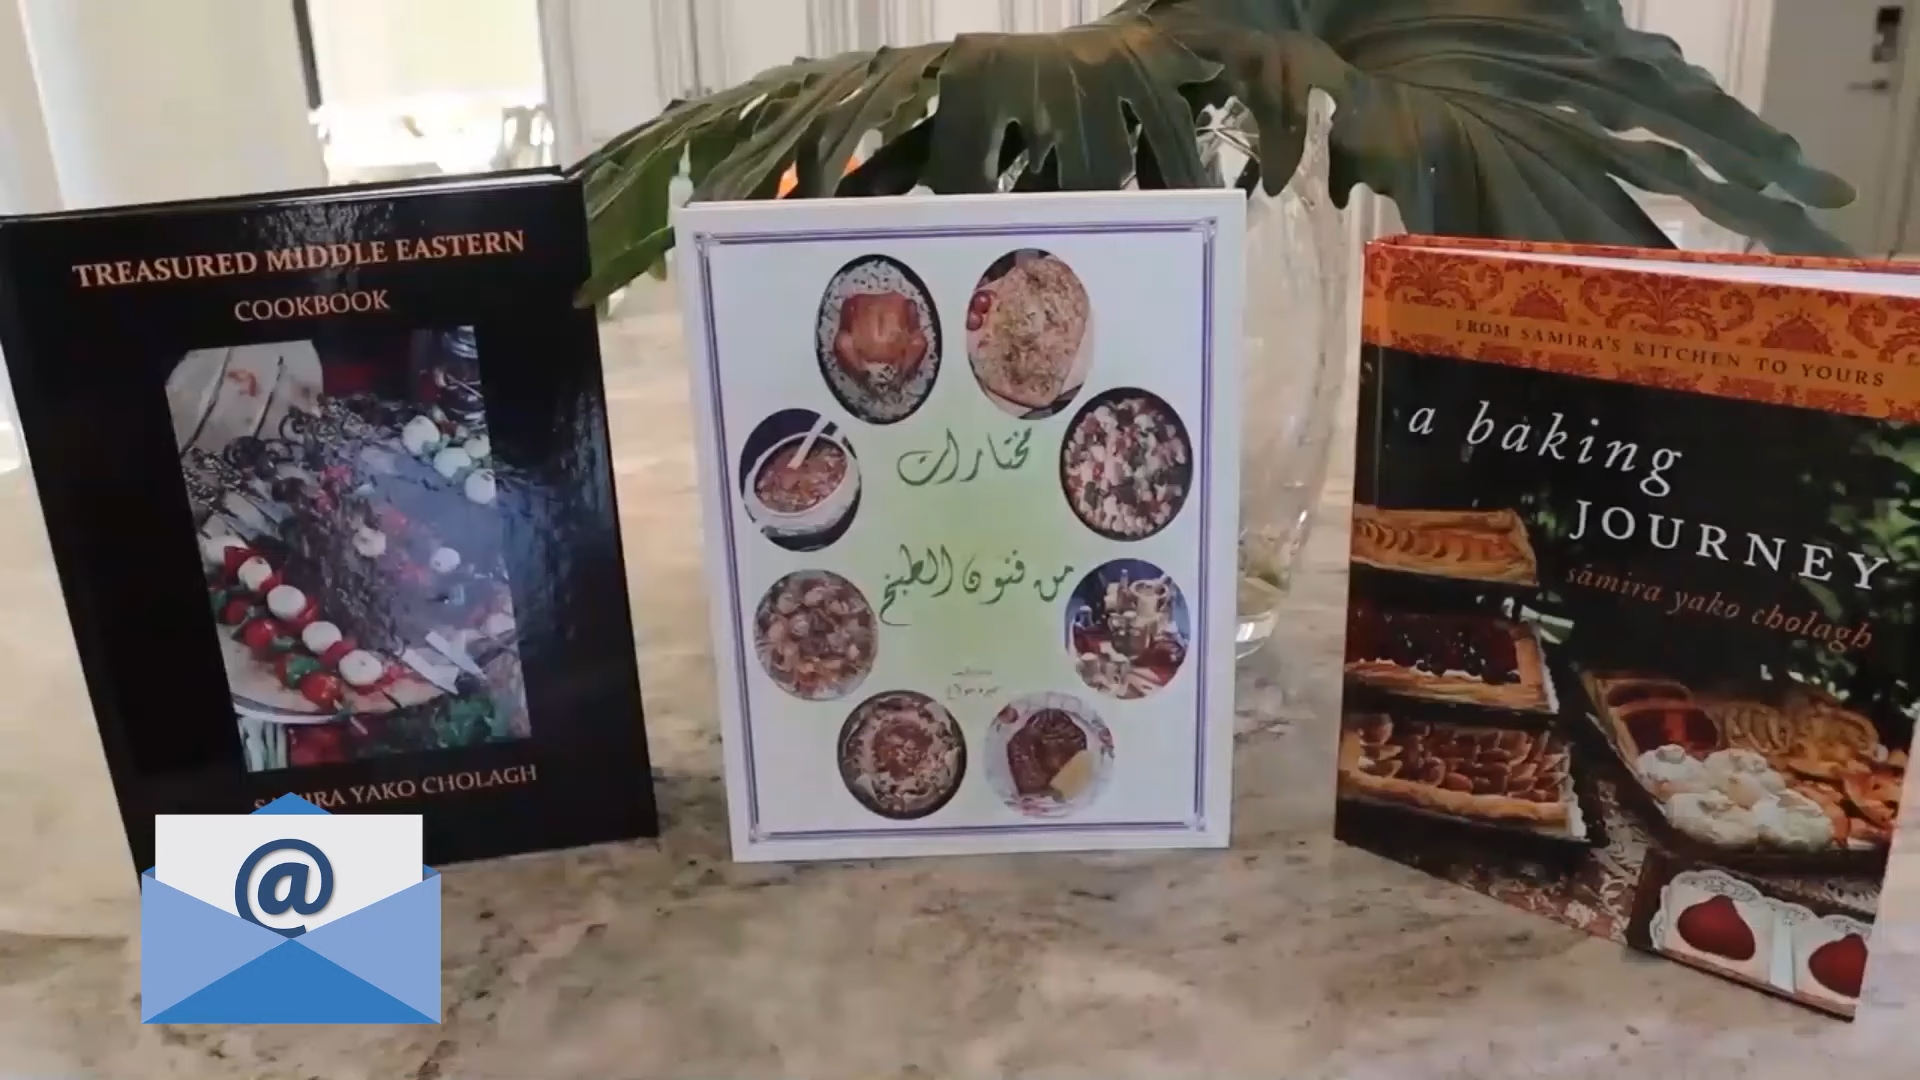 TREASURED MIDDLE EASTERN
COOKBOOK
SAMIRA YAKO CHOLAGH
مختارات
من فنون الطبخ
FROM SAMIRA'S KITCHEN TO YOURS
a baking
JOURNEY
samira yako cholagh
@